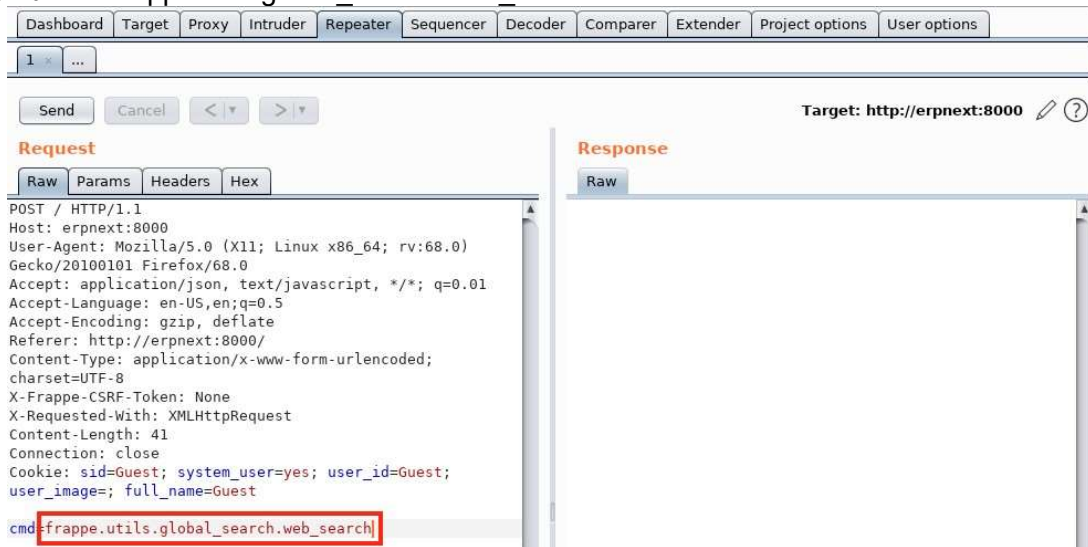 Dashboard Target Proxy Intruder Repeater Sequencer Decoder Comparer Extender Project options User options
1 × ...
Send Cancel < ▼ > ▼ Target: http://erpnext:8000 ?
Request Response
Raw Params Headers Hex Raw
POST / HTTP/1.1
Host: erpnext:8000
User-Agent: Mozilla/5.0 (X11; Linux x86_64; rv:68.0)
Gecko/20100101 Firefox/68.0
Accept: application/json, text/javascript, */*; q=0.01
Accept-Language: en-US,en;q=0.5
Accept-Encoding: gzip, deflate
Referer: http://erpnext:8000/
Content-Type: application/x-www-form-urlencoded;
charset=UTF-8
X-Frappe-CSRF-Token: None
X-Requested-With: XMLHttpRequest
Content-Length: 41
Connection: close
Cookie: sid=Guest; system_user=yes; user_id=Guest;
user_image=; full_name=Guest
cmd=frappe.utils.global_search.web_search